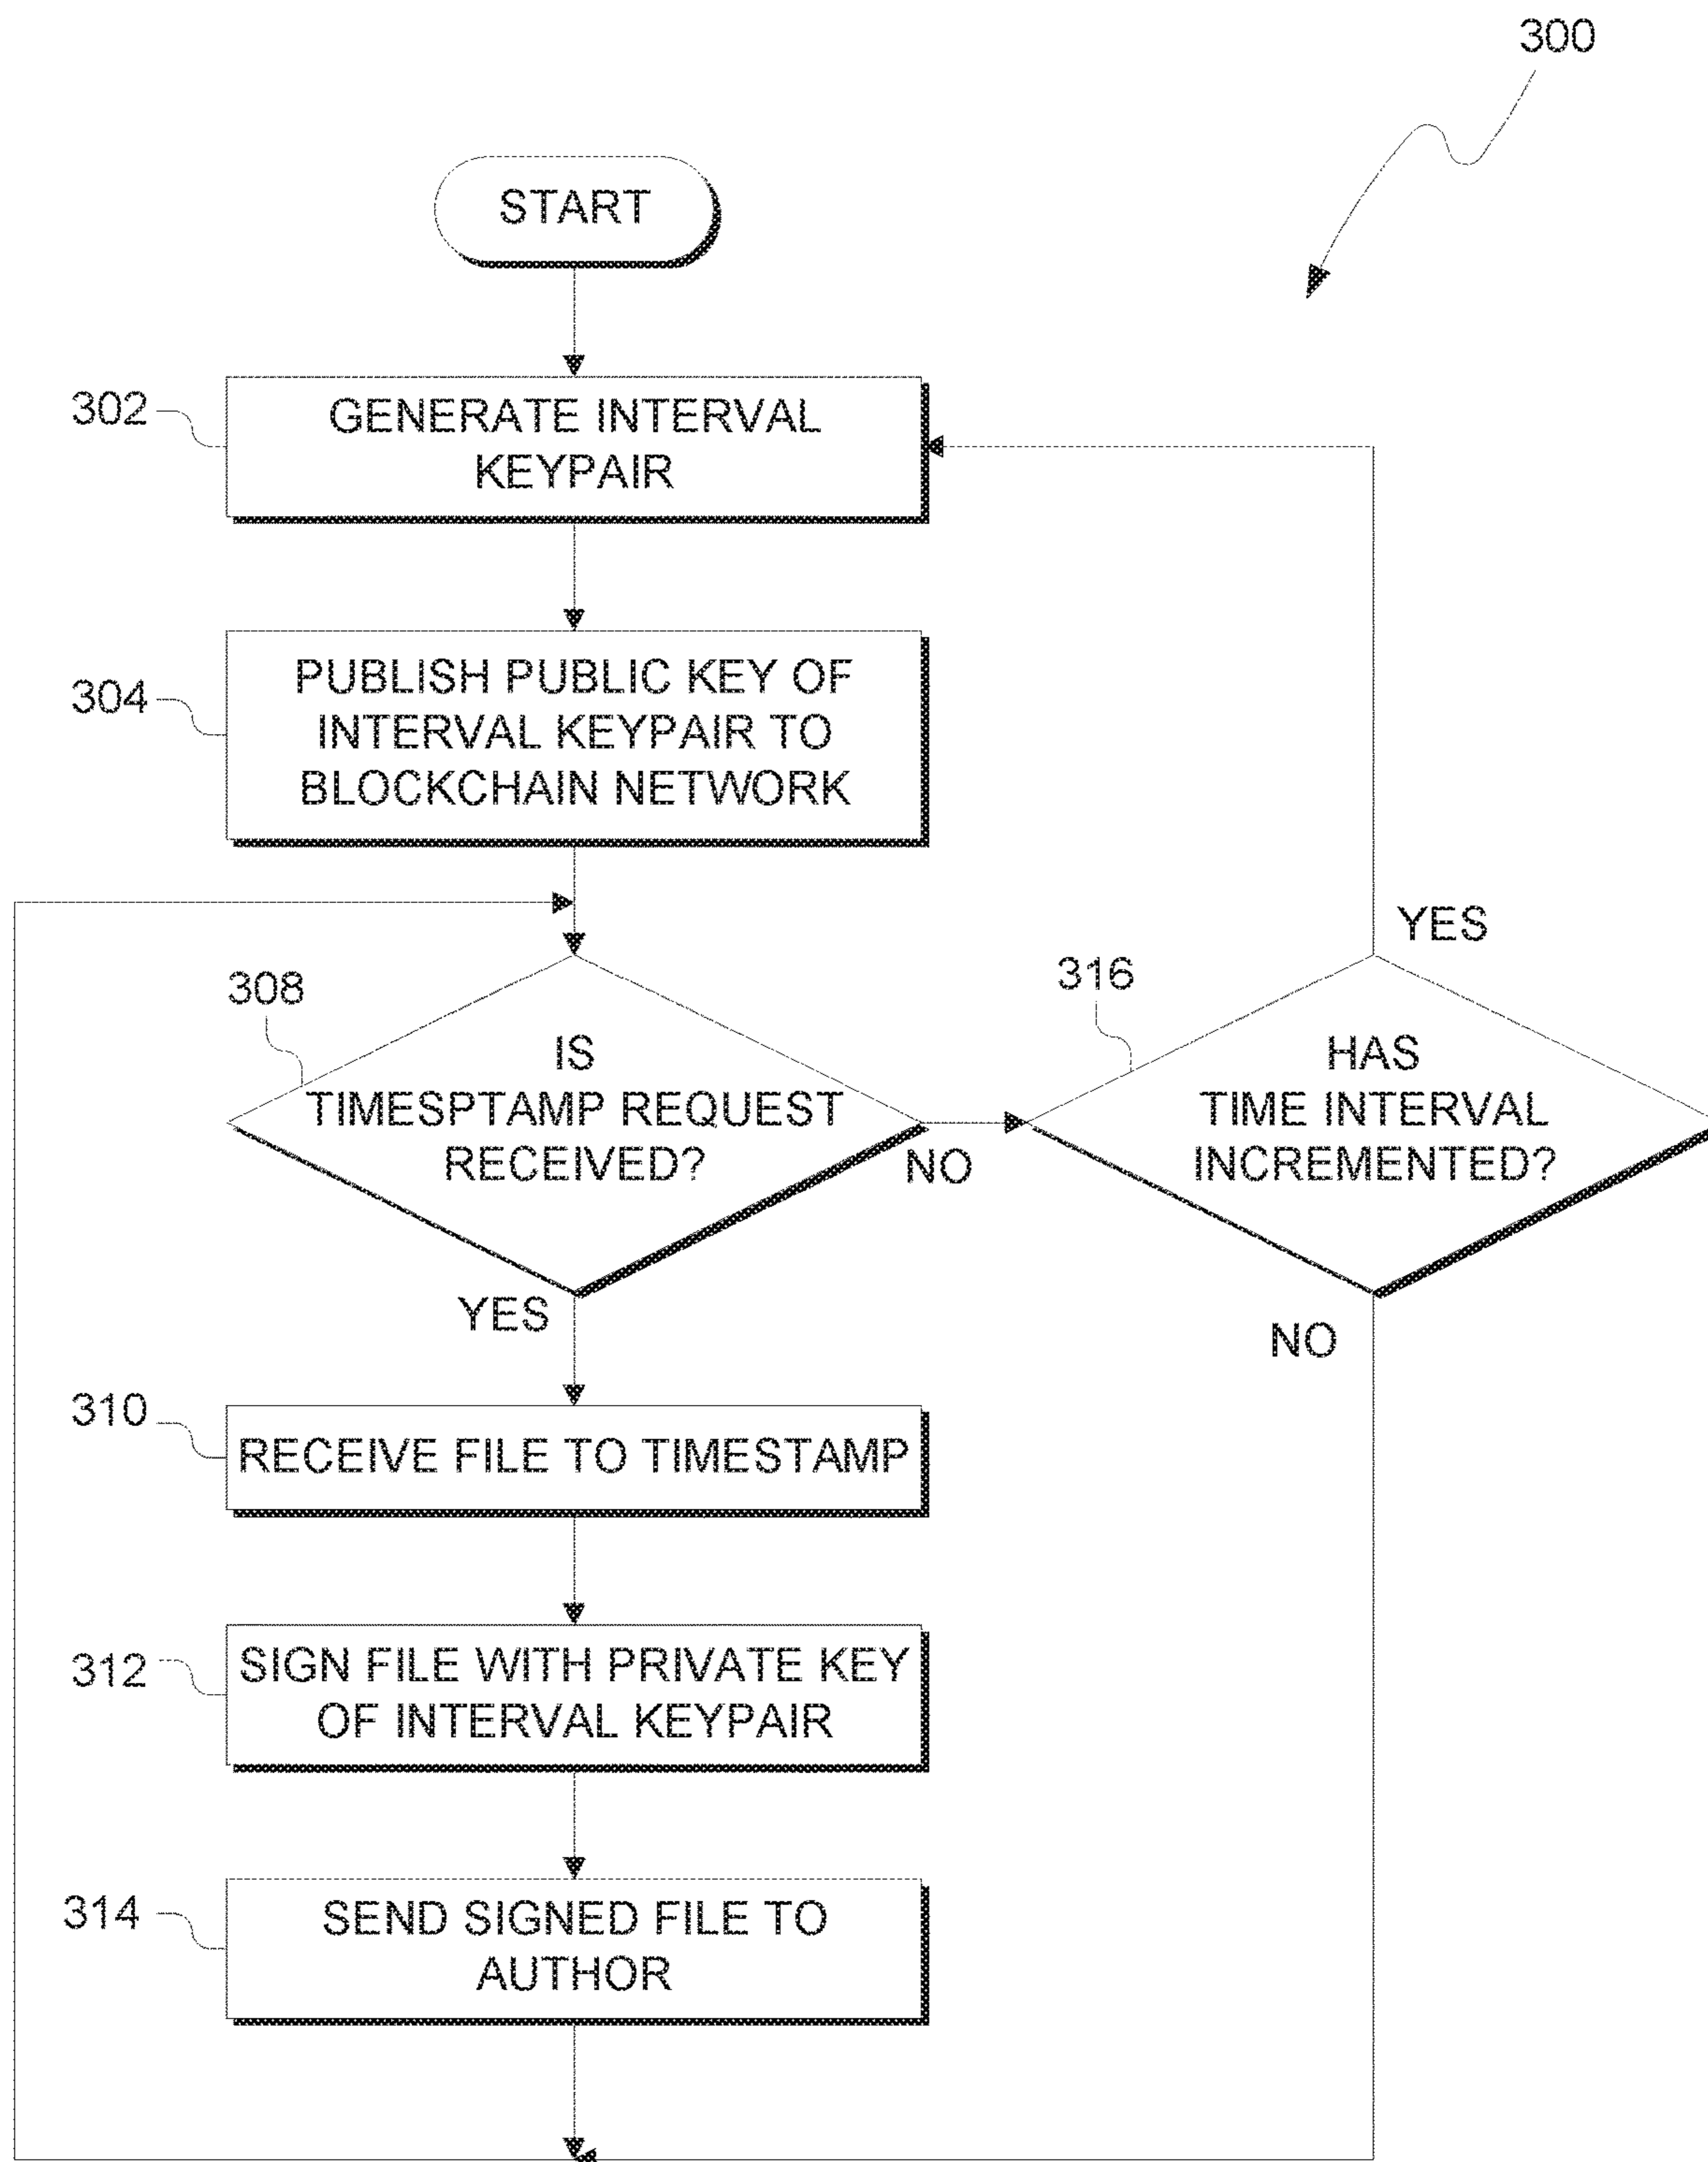 300
START
302
GENERATE INTERVAL
KEYPAIR
304
PUBLISH PUBLIC KEY OF
INTERVAL KEYPAIR TO
BLOCKCHAIN NETWORK
308
IS
TIMESPTAMP REQUEST
RECEIVED?
NO
YES
316
HAS
TIME INTERVAL
INCREMENTED?
YES
NO
310
RECEIVE FILE TO TIMESTAMP
312
SIGN FILE WITH PRIVATE KEY
OF INTERVAL KEYPAIR
314
SEND SIGNED FILE TO
AUTHOR